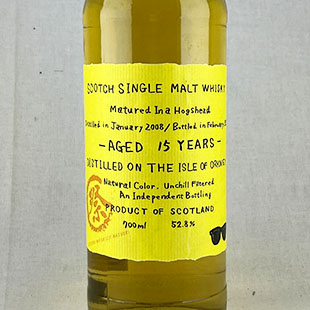 SCOTCH SINGLE MALT WHISKY
Matured In a Hogshead
Distilled in January 2008/ Bottled in February
-AGED 15 YEARS-
DISTILLED ON THE ISLE OF ORKNEY
Natural Color. Unchill Filtered
An Independent Bottling
PRODUCT OF SCOTLAND
700ml 52.8%